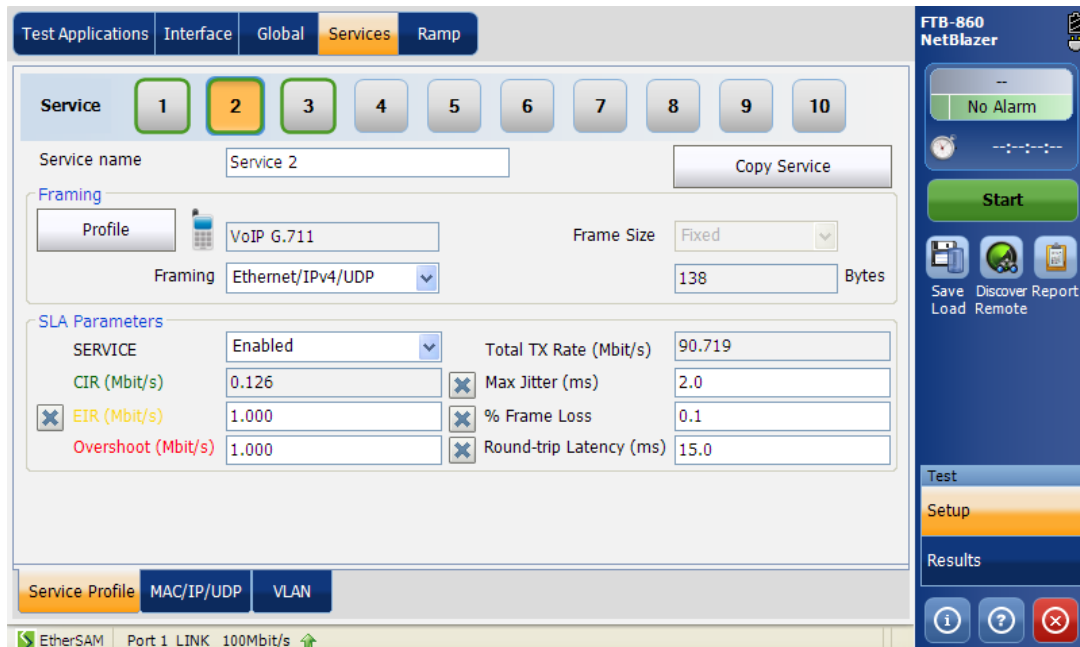 Test Applications Interface Global Services Ramp
FTB-860
NetBlazer
--
No Alarm
--:--:--:--
Start
Save Load
Discover Remote
Report
Service 1 2 3 4 5 6 7 8 9 10
Service name Service 2 Copy Service
Framing
Profile VoIP G.711 Frame Size Fixed
Framing Ethernet/IPv4/UDP 138 Bytes
SLA Parameters
SERVICE Enabled Total TX Rate (Mbit/s) 90.719
CIR (Mbit/s) 0.126 Max Jitter (ms) 2.0
EIR (Mbit/s) 1.000 % Frame Loss 0.1
Overshoot (Mbit/s) 1.000 Round-trip Latency (ms) 15.0
Test
Setup
Results
Service Profile MAC/IP/UDP VLAN
EtherSAM Port 1 LINK 100Mbit/s